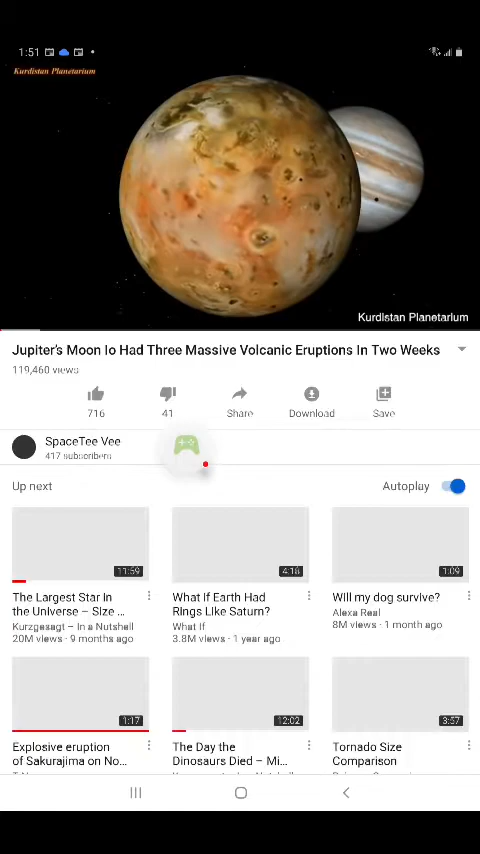 1:51
Kurdistan Planetarium
Kurdistan Planetarium
Jupiter's Moon Io Had Three Massive Volcanic Eruptions In Two Weeks
119,460 views
716
41
Share
Download
Save
SpaceTee Vee
417 subscribers
Up next
Autoplay
11:59
4:18
1:09
The Largest Star in
the Universe – Size ...
Kurzgesagt – In a Nutshell
20M views · 9 months ago
What If Earth Had
Rings Like Saturn?
What If
3.8M views · 1 year ago
Will my dog survive?
Alexa Real
8M views · 1 month ago
1:17
12:02
3:57
Explosive eruption
of Sakurajima on No...
The Day the
Dinosaurs Died – Mi...
Tornado Size
Comparison